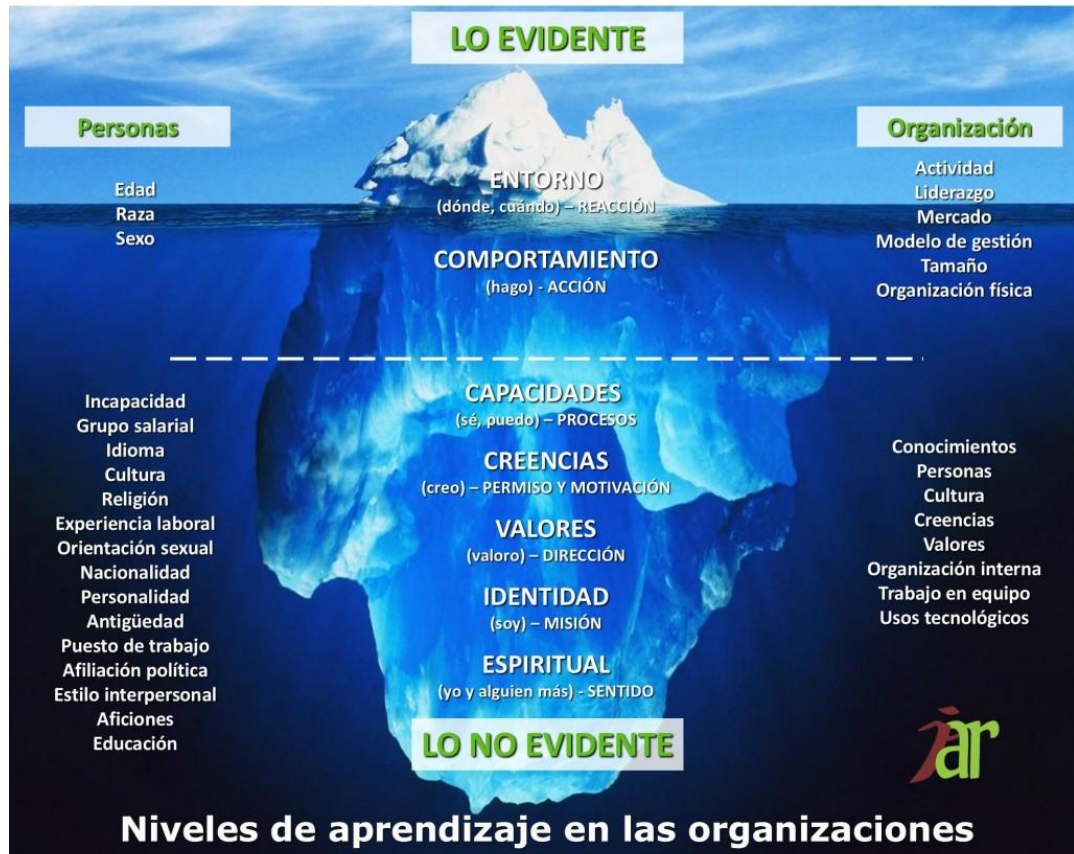 LO EVIDENTE
Personas
Edad
Raza
Sexo
Organización
Actividad
Liderazgo
Mercado
Modelo de gestión
Tamaño
Organización física
ENTORNO
(dónde, cuándo) – REACCIÓN
COMPORTAMIENTO
(hago) - ACCIÓN
CAPACIDADES
(sé, puedo) – PROCESOS
CREENCIAS
(creo) – PERMISO Y MOTIVACIÓN
VALORES
(valoro) – DIRECCIÓN
IDENTIDAD
(soy) – MISIÓN
ESPIRITUAL
(yo y alguien más) - SENTIDO
Incapacidad
Grupo salarial
Idioma
Cultura
Religión
Experiencia laboral
Orientación sexual
Nacionalidad
Personalidad
Antigüedad
Puesto de trabajo
Afiliación política
Estilo interpersonal
Aficiones
Educación
Conocimientos
Personas
Cultura
Creencias
Valores
Organización interna
Trabajo en equipo
Usos tecnológicos
LO NO EVIDENTE
Niveles de aprendizaje en las organizaciones